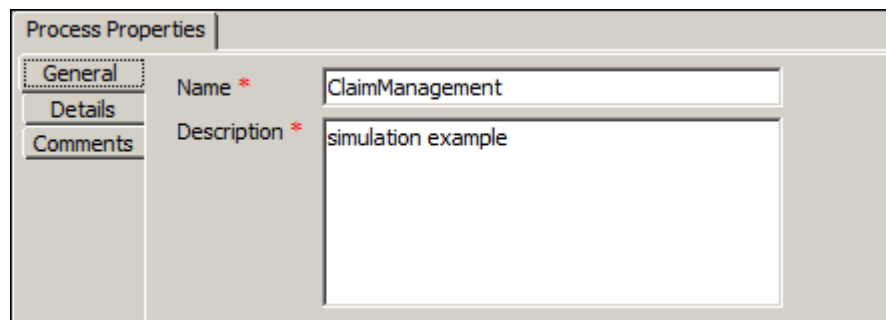 Process Properties
General
Name *
ClaimManagement
Details
Description *
simulation example
Comments